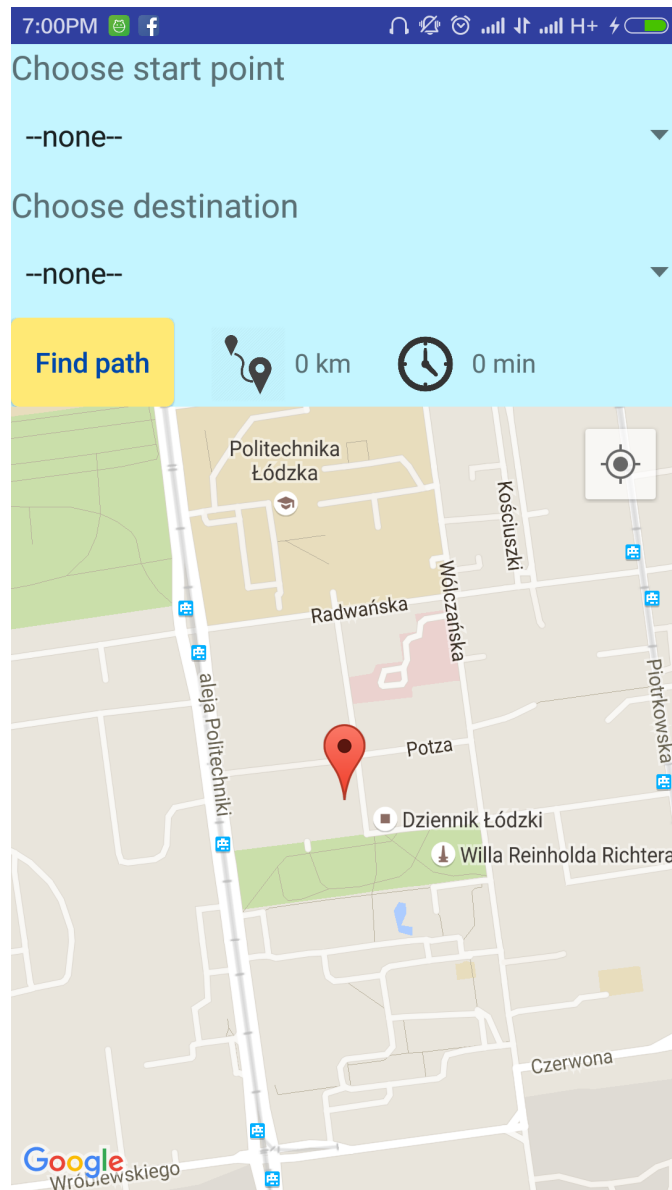 7:00PM
H+
Choose start point
--none--
Choose destination
--none--
Find path
0 km
0 min
Politechnika
Łódzka
Kościuszki
Wólczańska
Radwańska
Piotrkowska
aleja Politechniki
Potza
Dziennik Łódzki
Willa Reinholda Richtera
Czerwona
Google
Wróblewskiego